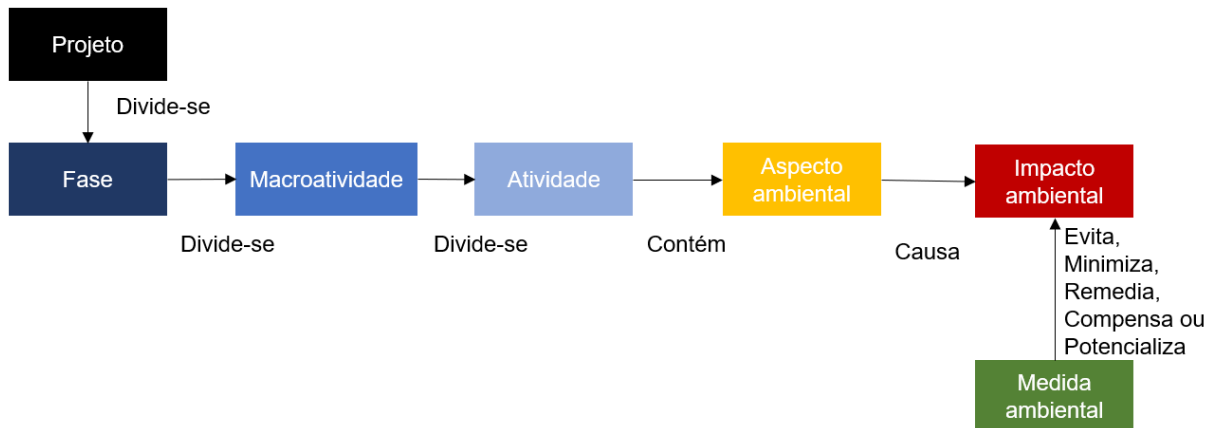 Projeto
Divide-se
Fase
Macroatividade
Atividade
Aspecto
ambiental
Impacto
ambiental
Divide-se
Divide-se
Contém
Causa
Evita,
Minimiza,
Remedia,
Compensa ou
Potencializa
Medida
ambiental